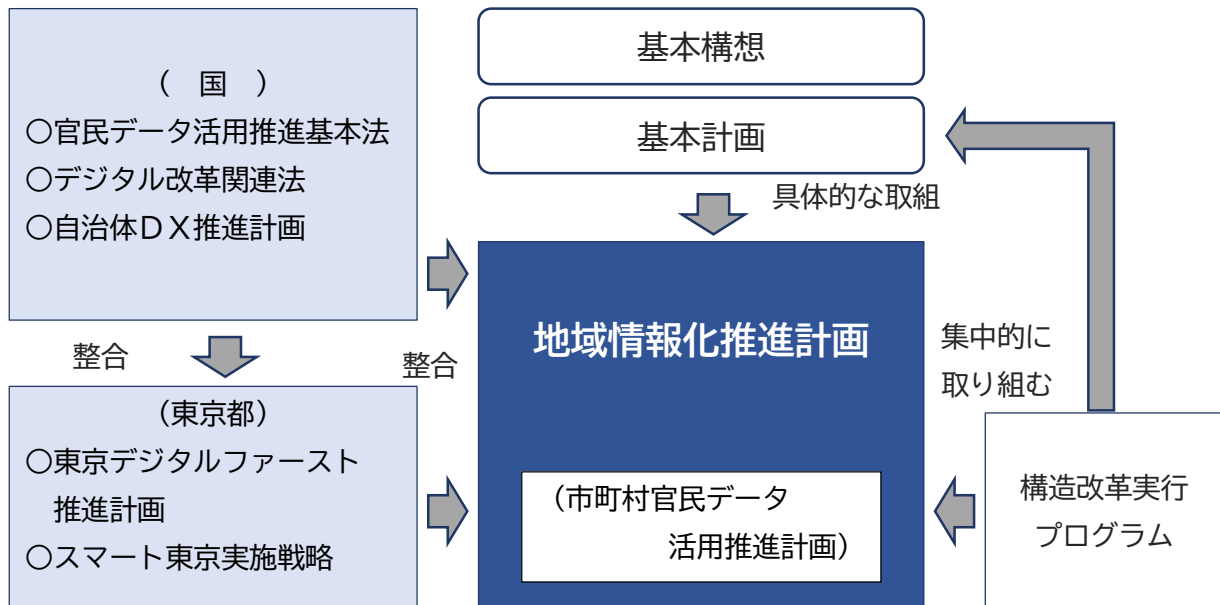 （　国　）
〇官民データ活用推進基本法
〇デジタル改革関連法
〇自治体ＤＸ推進計画
整合
（東京都）
〇東京デジタルファースト
推進計画
〇スマート東京実施戦略
整合
基本構想
基本計画
具体的な取組
地域情報化推進計画
（市町村官民データ
活用推進計画）
集中的に
取り組む
構造改革実行
プログラム